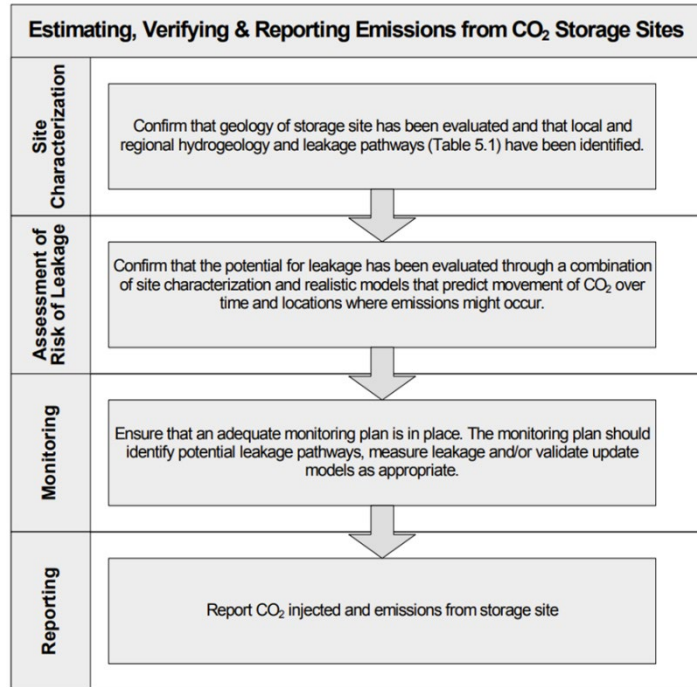 Estimating, Verifying & Reporting Emissions from CO₂ Storage Sites
Site
Characterization
Confirm that geology of storage site has been evaluated and that local and
regional hydrogeology and leakage pathways (Table 5.1) have been identified.
Assessment of
Risk of Leakage
Confirm that the potential for leakage has been evaluated through a combination
of site characterization and realistic models that predict movement of CO₂ over
time and locations where emissions might occur.
Monitoring
Ensure that an adequate monitoring plan is in place. The monitoring plan should
identify potential leakage pathways, measure leakage and/or validate update
models as appropriate.
Reporting
Report CO₂ injected and emissions from storage site